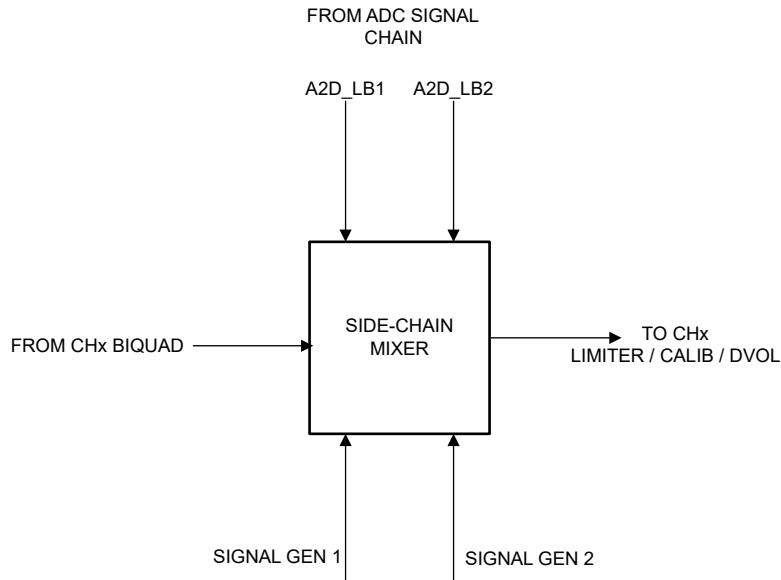 FROM ADC SIGNAL
CHAIN
A2D_LB1
A2D_LB2
SIDE-CHAIN
MIXER
FROM CHx BIQUAD
TO CHx
LIMITER / CALIB / DVOL
SIGNAL GEN 1
SIGNAL GEN 2